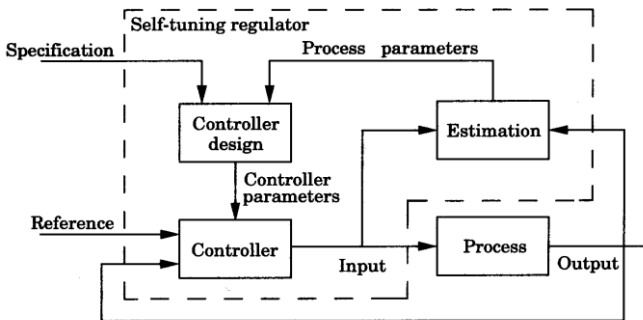 Self-tuning regulator
Specification
Process parameters
Controller
design
Estimation
Controller
parameters
Reference
Controller
Process
Input
Output